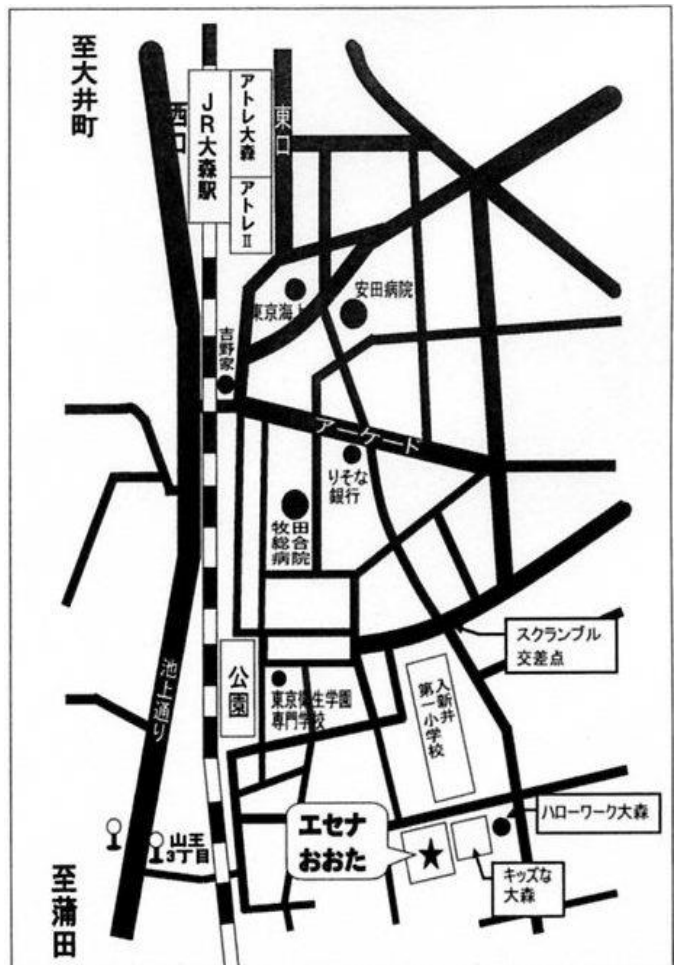 至大井町
西口
JR大森駅
アトレ大森
アトレⅡ
東口
東京海上
安田病院
吉野家
アーケード
りそな
銀行
牧田
総合
病院
スクランブル
交差点
公園
池上通り
東京衛生学園
専門学校
入新井
第一小学校
ハローワーク大森
エセナ
おおた
キッズな
大森
山王
3丁目
至蒲田